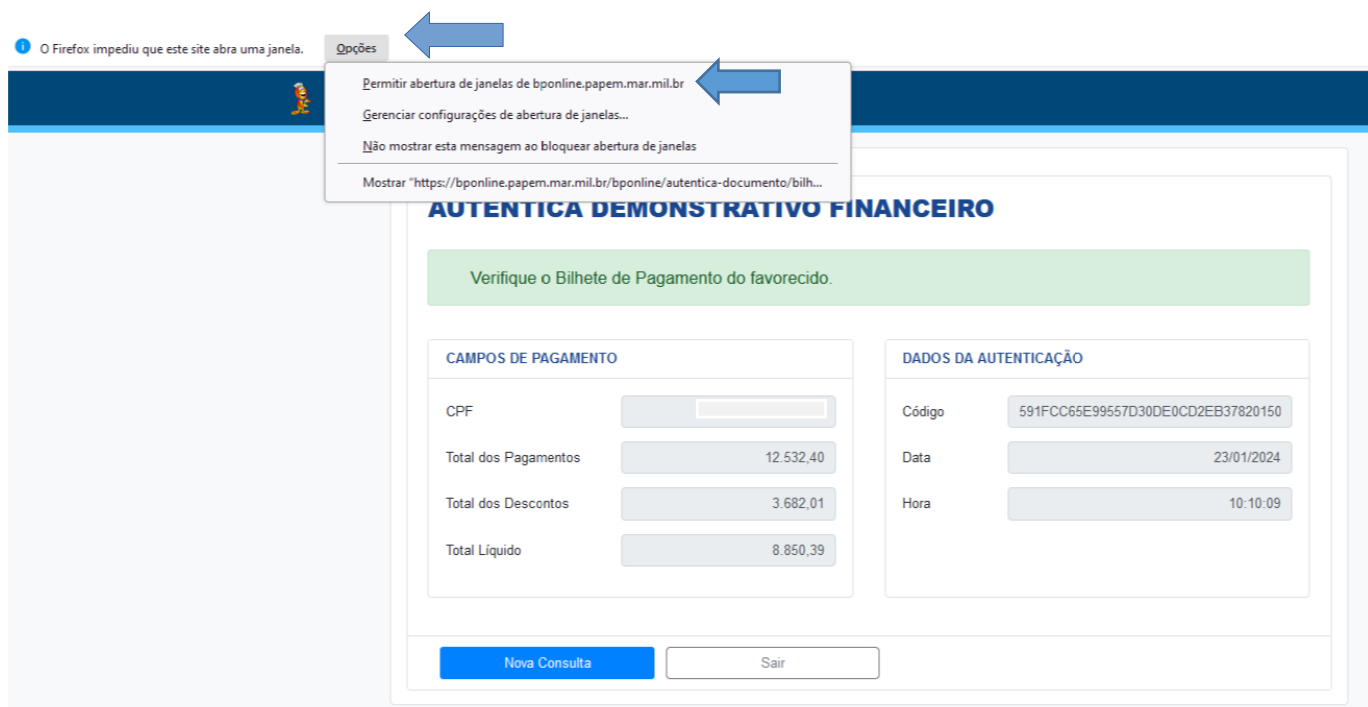 O Firefox impediu que este site abra uma janela. Opções
Permitir abertura de janelas de bponline.papem.mar.mil.br
Gerenciar configurações de abertura de janelas...
Não mostrar esta mensagem ao bloquear abertura de janelas
Mostrar "https://bponline.papem.mar.mil.br/bponline/autentica-documento/bilh...
AUTENTICA DEMONSTRATIVO FINANCEIRO
Verifique o Bilhete de Pagamento do favorecido.
CAMPOS DE PAGAMENTO
CPF
Total dos Pagamentos 12.532,40
Total dos Descontos 3.682,01
Total Líquido 8.850,39
DADOS DA AUTENTICAÇÃO
Código 591FCC65E99557D30DE0CD2EB37820150
Data 23/01/2024
Hora 10:10:09
Nova Consulta Sair